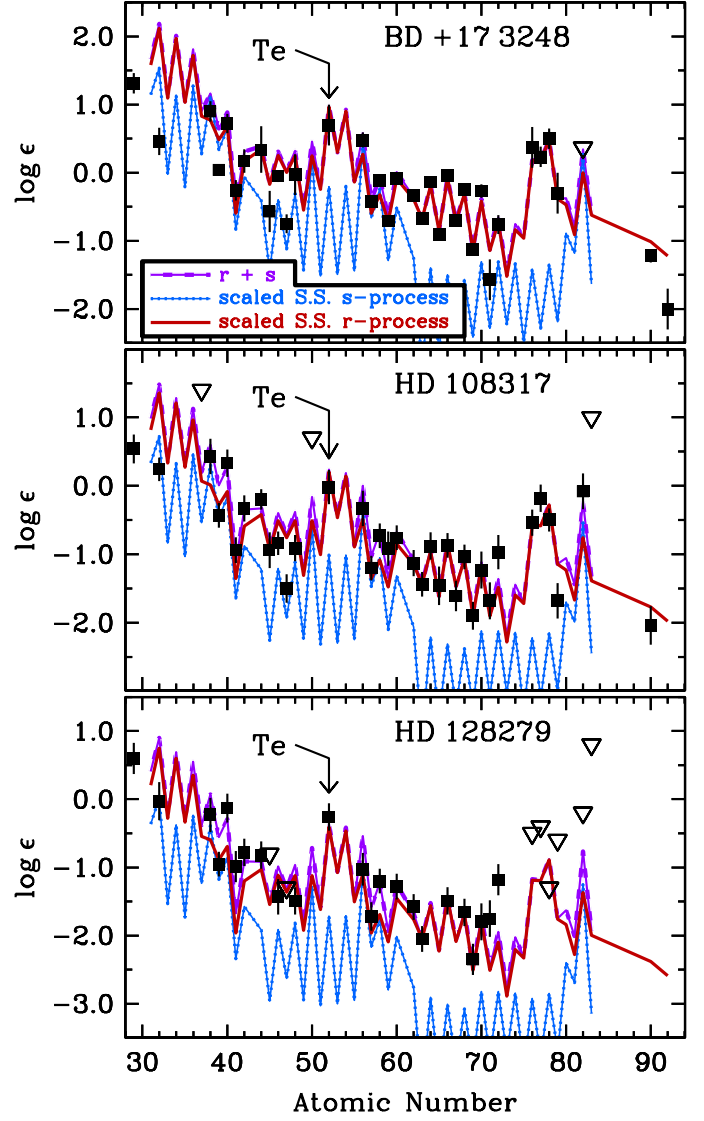 BD +17 3248
Te
2.0
1.0
0.0
−1.0
−2.0
log ϵ
r + s
scaled S.S. s−process
scaled S.S. r−process
HD 108317
Te
1.0
0.0
−1.0
−2.0
log ϵ
HD 128279
Te
1.0
0.0
−1.0
−2.0
−3.0
log ϵ
30 40 50 60 70 80 90
Atomic Number